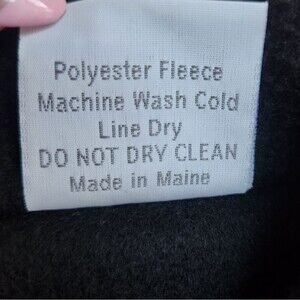 Polyester Fleece
Machine Wash Cold
Line Dry
DO NOT DRY CLEAN
Made in Maine